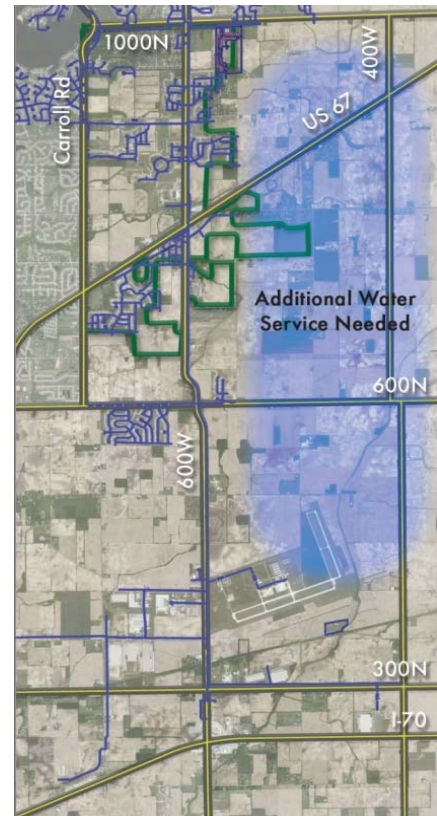 1000N
400W
Carroll Rd
US 67
Additional Water
Service Needed
600N
600W
300N
I-70